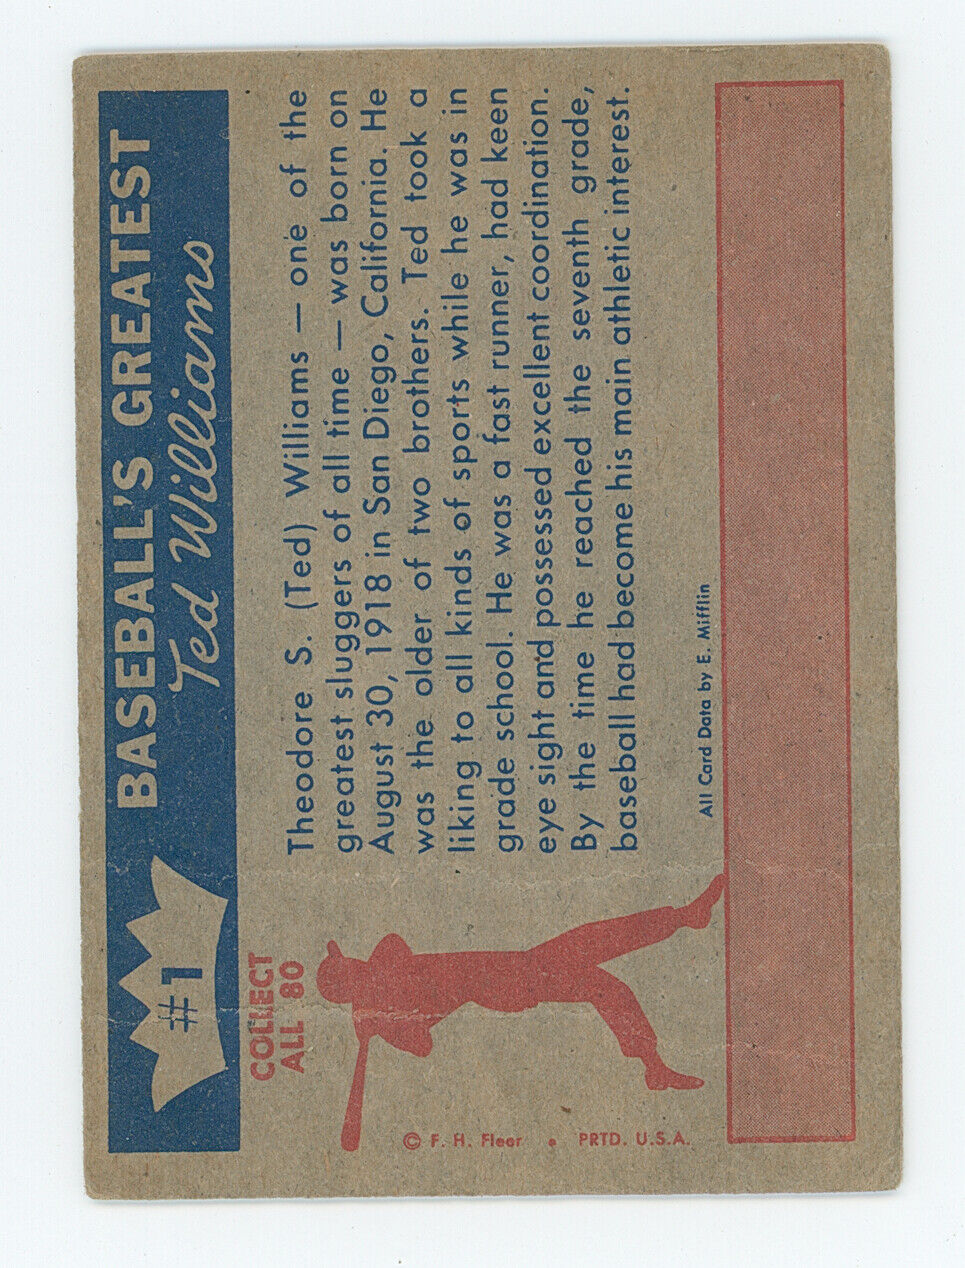 #1
BASEBALL'S GREATEST
Ted Williams
COLLECT
ALL 80
Theodore S. (Ted) Williams — one of the
greatest sluggers of all time — was born on
August 30, 1918 in San Diego, California. He
was the older of two brothers. Ted took a
liking to all kinds of sports while he was in
grade school. He was a fast runner, had keen
eye sight and possessed excellent coordination.
By the time he reached the seventh grade,
baseball had become his main athletic interest.
All Card Data by E. Mifflin
© F. H. Fleer • PRTD. U.S.A.